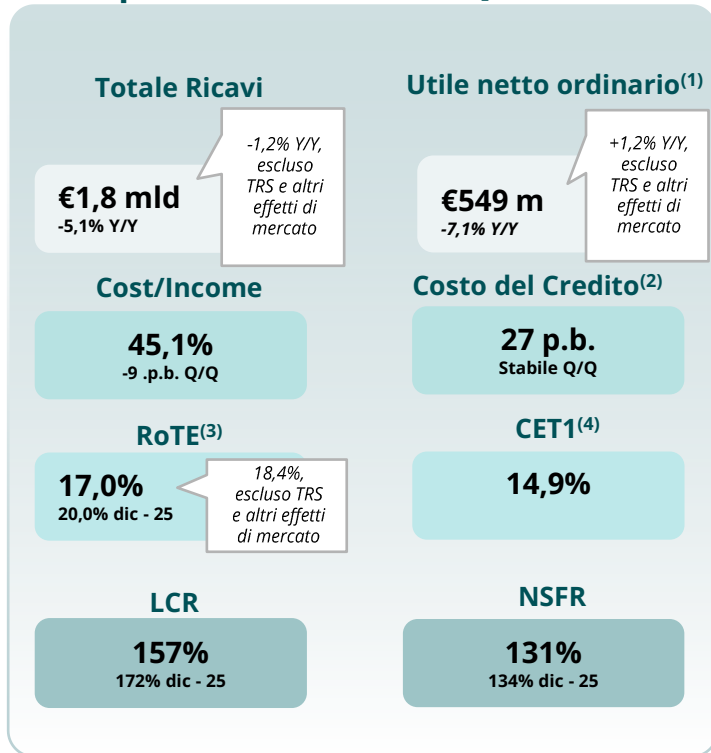 Totale Ricavi
€1,8 mld
-5,1% Y/Y
-1,2% Y/Y,
escluso
TRS e altri
effetti di
mercato
Utile netto ordinario(1)
€549 m
-7,1% Y/Y
+1,2% Y/Y,
escluso
TRS e altri
effetti di
mercato
Cost/Income
45,1%
-9 .p.b. Q/Q
Costo del Credito(2)
27 p.b.
Stabile Q/Q
RoTE(3)
17,0%
20,0% dic - 25
18,4%,
escluso TRS
e altri effetti
di mercato
CET1(4)
14,9%
LCR
157%
172% dic - 25
NSFR
131%
134% dic - 25